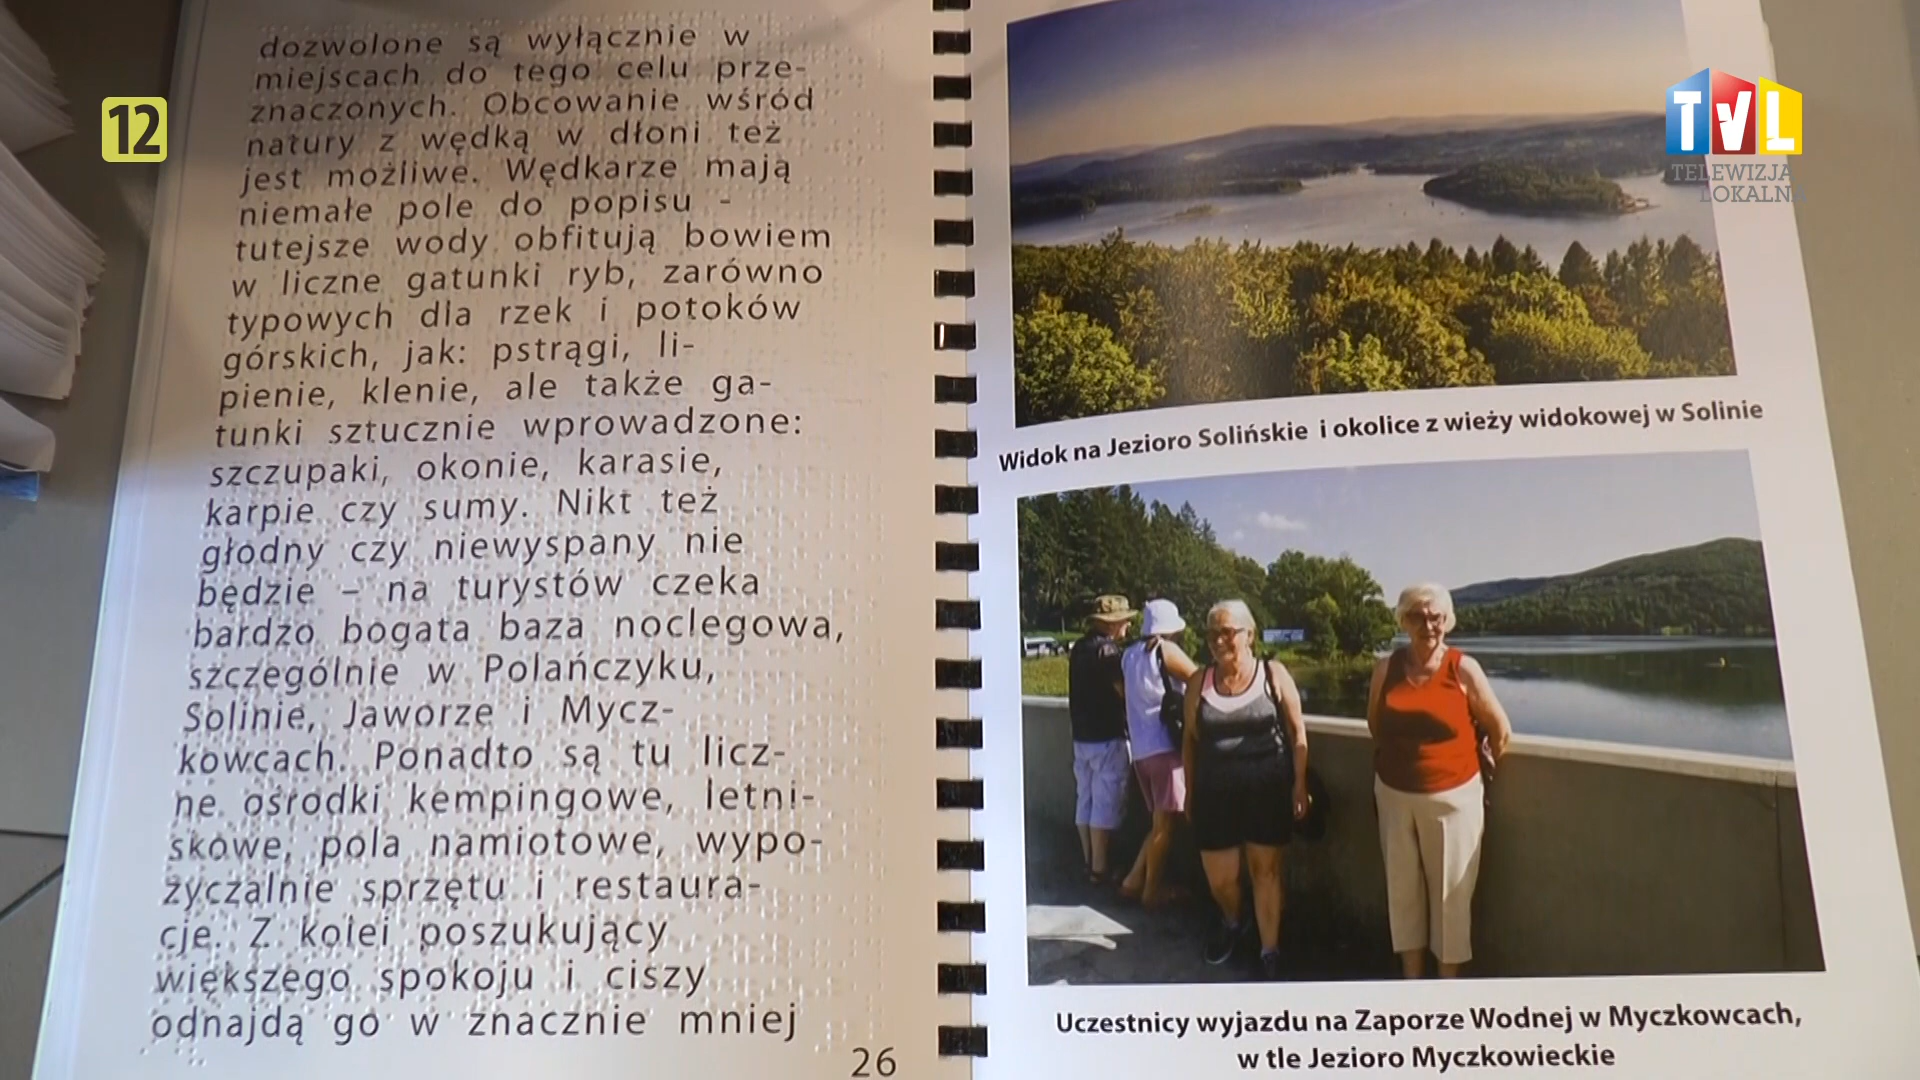 12
dozwolone są wyłącznie w
miejscach do tego celu prze-
znaczonych. Obcowanie wśród
natury z wędką w dłoni też
jest możliwe. Wędkarze mają
niemałe pole do popisu -
tutejsze wody obfitują bowiem
w liczne gatunki ryb, zarówno
typowych dla rzek i potoków
górskich, jak: pstrągi, li-
pienie, klenie, ale także ga-
tunki sztucznie wprowadzone:
szczupaki, okonie, karasie,
karpie czy sumy. Nikt też
głodny czy niewyspany nie
będzie – na turystów czeka
bardzo bogata baza noclegowa,
szczególnie w Polańczyku,
Solinie, Jaworze i Mycz-
kowcach. Ponadto są tu licz-
ne ośrodki kempingowe, letni-
skowe, pola namiotowe, wypo-
życzalnie sprzętu i restaura-
cje. Z kolei poszukujący
większego spokoju i ciszy
odnajdą go w znacznie mniej
26
TVL
TELEWIZJA
LOKALNA
Widok na Jezioro Solińskie i okolice z wieży widokowej w Solinie
Uczestnicy wyjazdu na Zaporze Wodnej w Myczkowcach,
w tle Jezioro Myczkowieckie